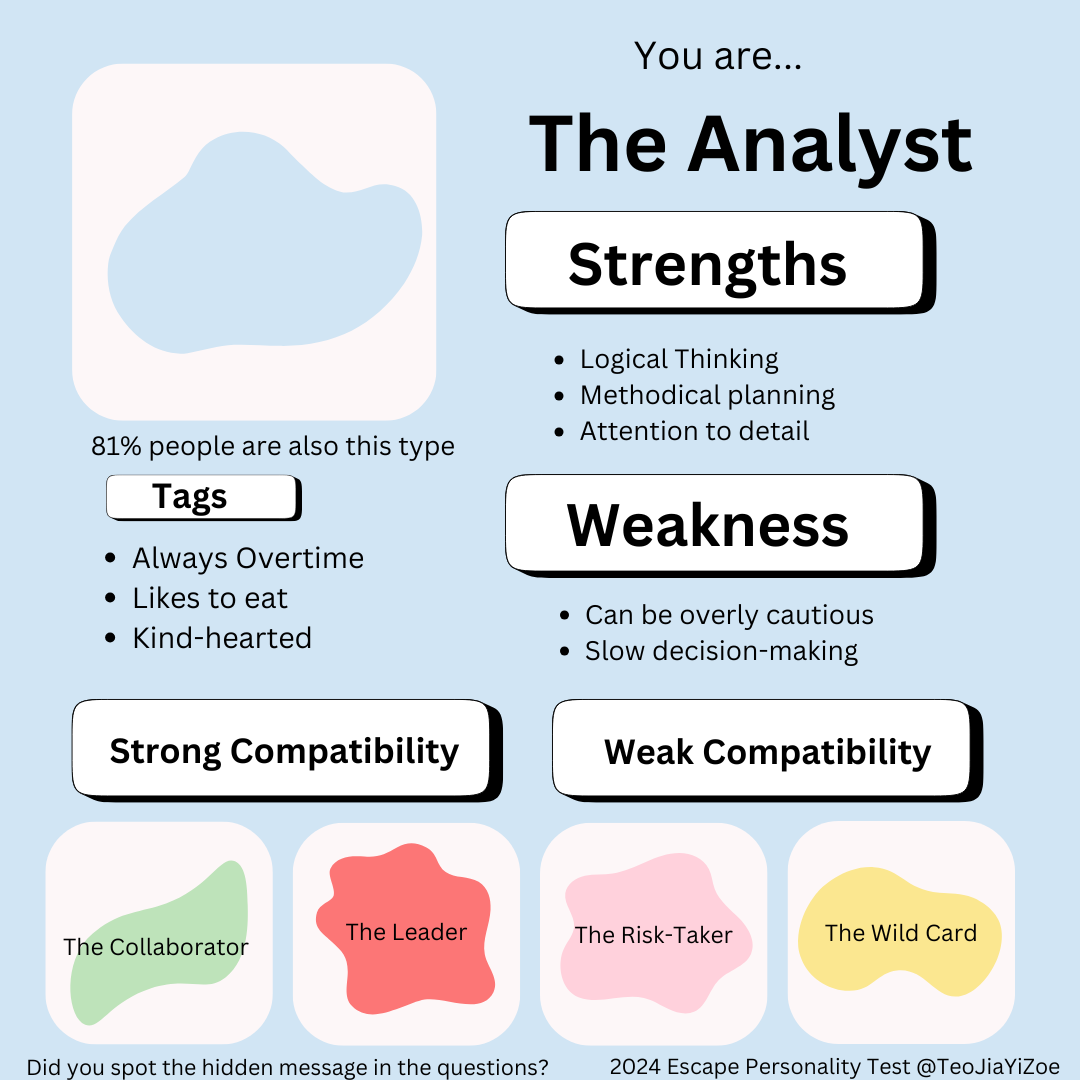 You are...
The Analyst
Strengths
• Logical Thinking
• Methodical planning
• Attention to detail
81% people are also this type
Tags
• Always Overtime
• Likes to eat
• Kind-hearted
Weakness
• Can be overly cautious
• Slow decision-making
Strong Compatibility
Weak Compatibility
The Collaborator
The Leader
The Risk-Taker
The Wild Card
Did you spot the hidden message in the questions?
2024 Escape Personality Test @TeoJiaYiZoe